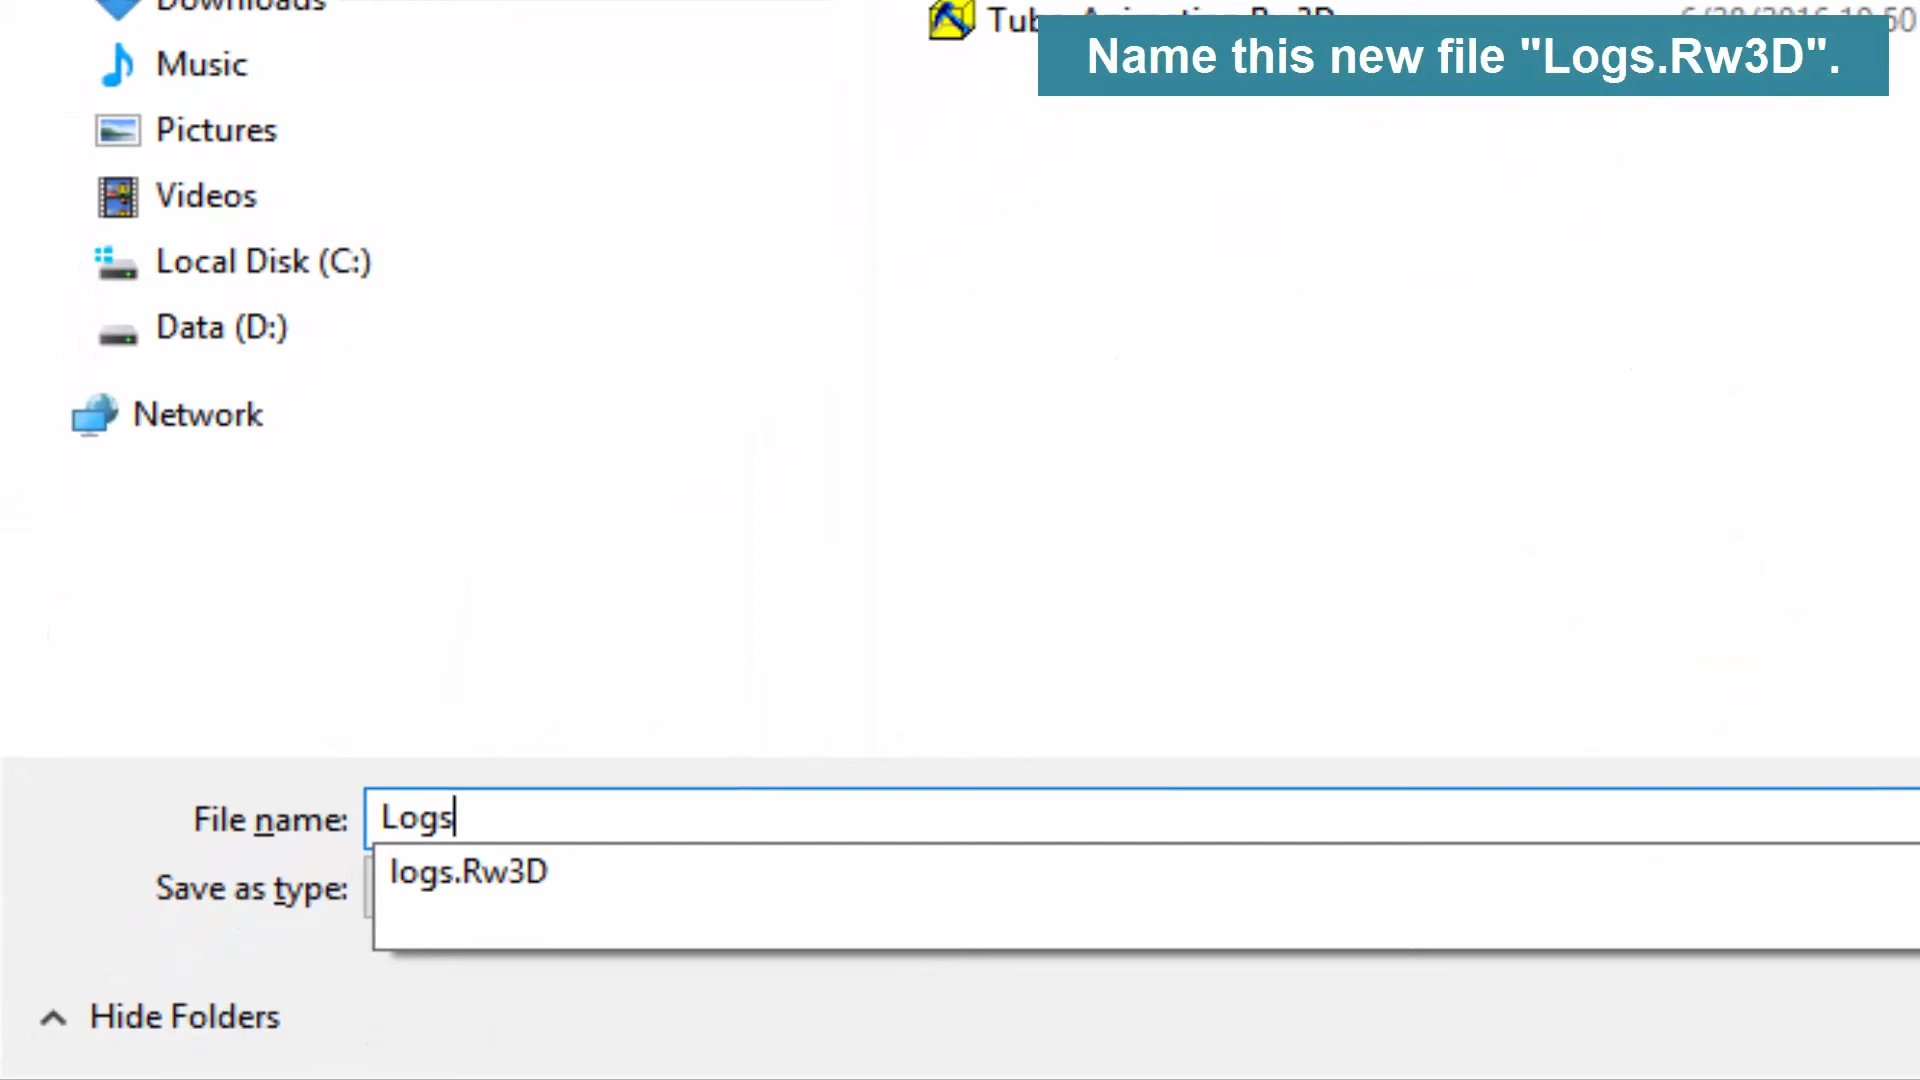 Downloads
Music
Pictures
Videos
Local Disk (C:)
Data (D:)
Network
Name this new file "Logs.Rw3D".
File name: Logs
logs.Rw3D
Save as type:
Hide Folders